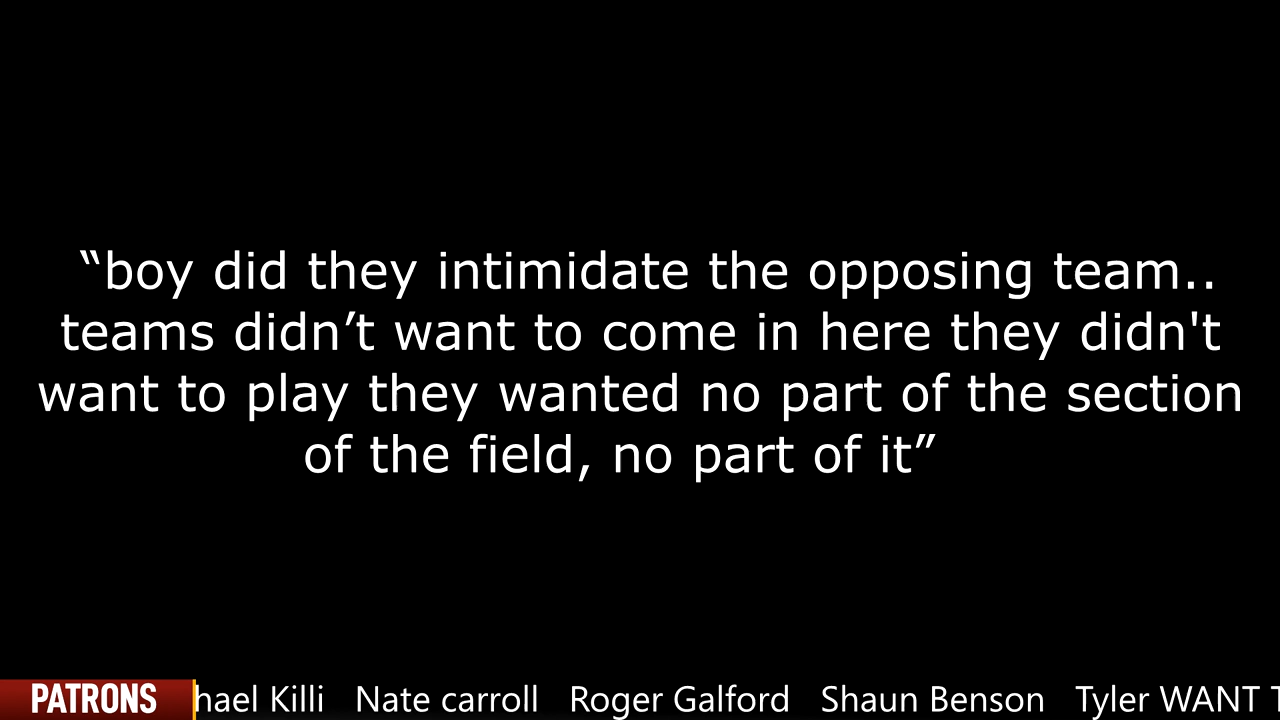 “boy did they intimidate the opposing team..
teams didn’t want to come in here they didn't
want to play they wanted no part of the section
of the field, no part of it”
PATRONS hael Killi Nate carroll Roger Galford Shaun Benson Tyler WANT